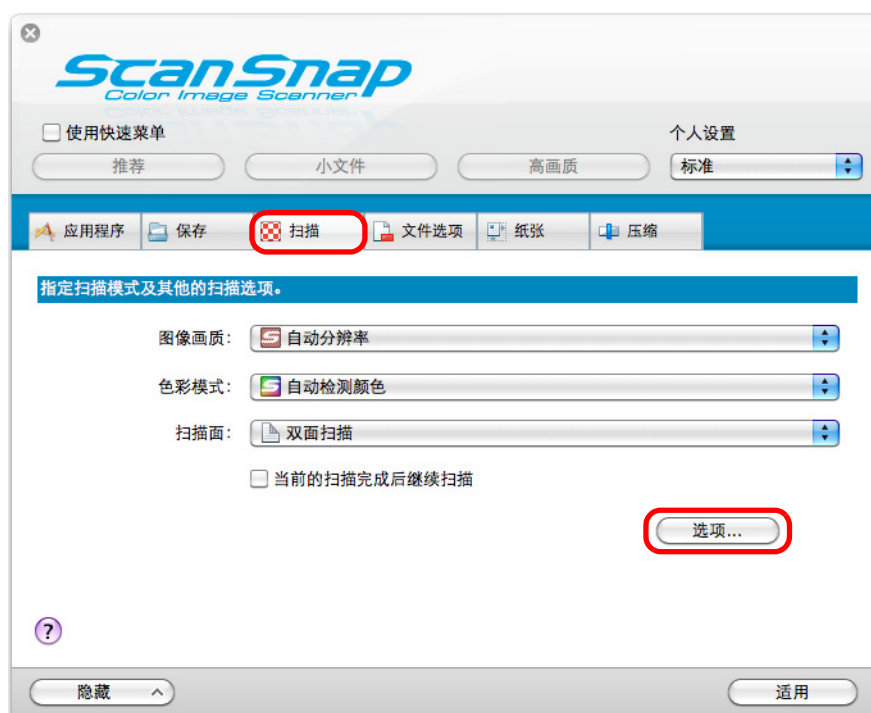 ScanSnap
Color Image Scanner
使用快速菜单
个人设置
推荐 小文件 高画质 标准
应用程序 保存 扫描 文件选项 纸张 压缩
指定扫描模式及其他的扫描选项。
图像画质: 自动分辨率
色彩模式: 自动检测颜色
扫描面: 双面扫描
当前的扫描完成后继续扫描
选项...
?
隐藏 适用